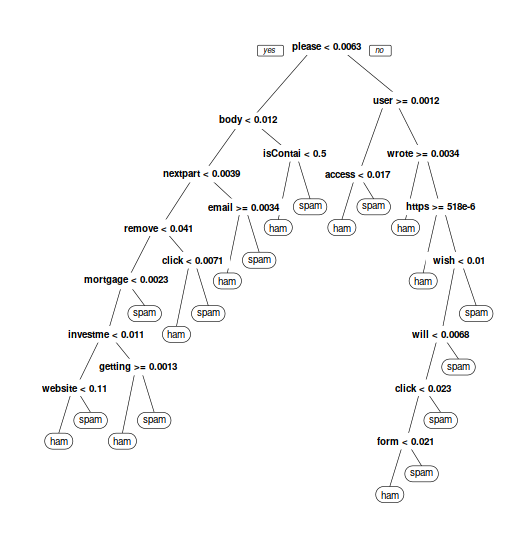 yes please < 0.0063 no
user >= 0.0012
body < 0.012
isContai < 0.5 wrote >= 0.0034
nextpart < 0.0039 access < 0.017
email >= 0.0034 spam spam https >= 518e-6
remove < 0.041 ham ham ham
click < 0.0071 spam wish < 0.01
mortgage < 0.0023 ham ham
spam spam spam
investme < 0.011 ham will < 0.0068
getting >= 0.0013 spam
website < 0.11 click < 0.023
spam spam spam
ham ham form < 0.021
spam
ham